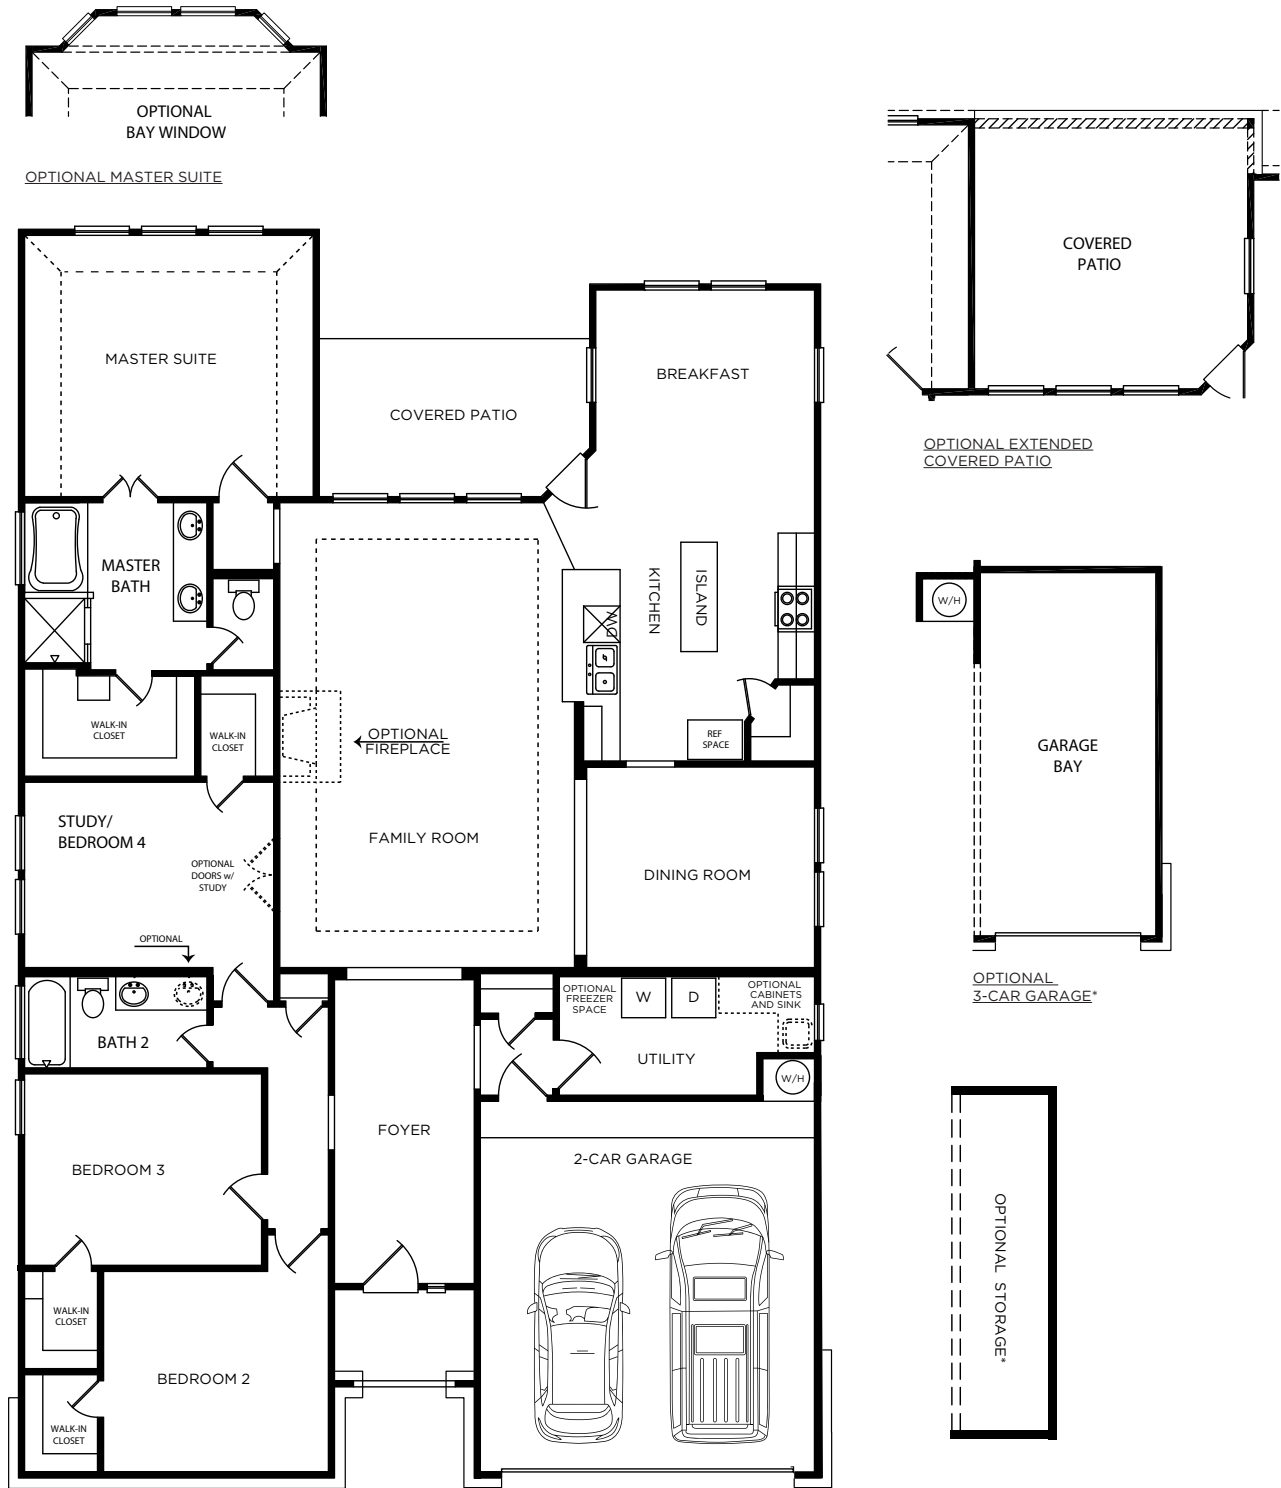 OPTIONAL
BAY WINDOW
OPTIONAL MASTER SUITE
COVERED
PATIO
OPTIONAL EXTENDED
COVERED PATIO
MASTER SUITE
BREAKFAST
COVERED PATIO
MASTER
BATH
KITCHEN
ISLAND
DW
W/H
WALK-IN
CLOSET
WALK-IN
CLOSET
OPTIONAL
FIREPLACE
REF
SPACE
GARAGE
BAY
STUDY/
BEDROOM 4
OPTIONAL
DOORS w/
STUDY
FAMILY ROOM
DINING ROOM
OPTIONAL
OPTIONAL
3-CAR GARAGE*
OPTIONAL
FREEZER
SPACE
W
D
OPTIONAL
CABINETS
AND SINK
BATH 2
UTILITY
W/H
FOYER
BEDROOM 3
2-CAR GARAGE
OPTIONAL STORAGE*
WALK-IN
CLOSET
BEDROOM 2
WALK-IN
CLOSET